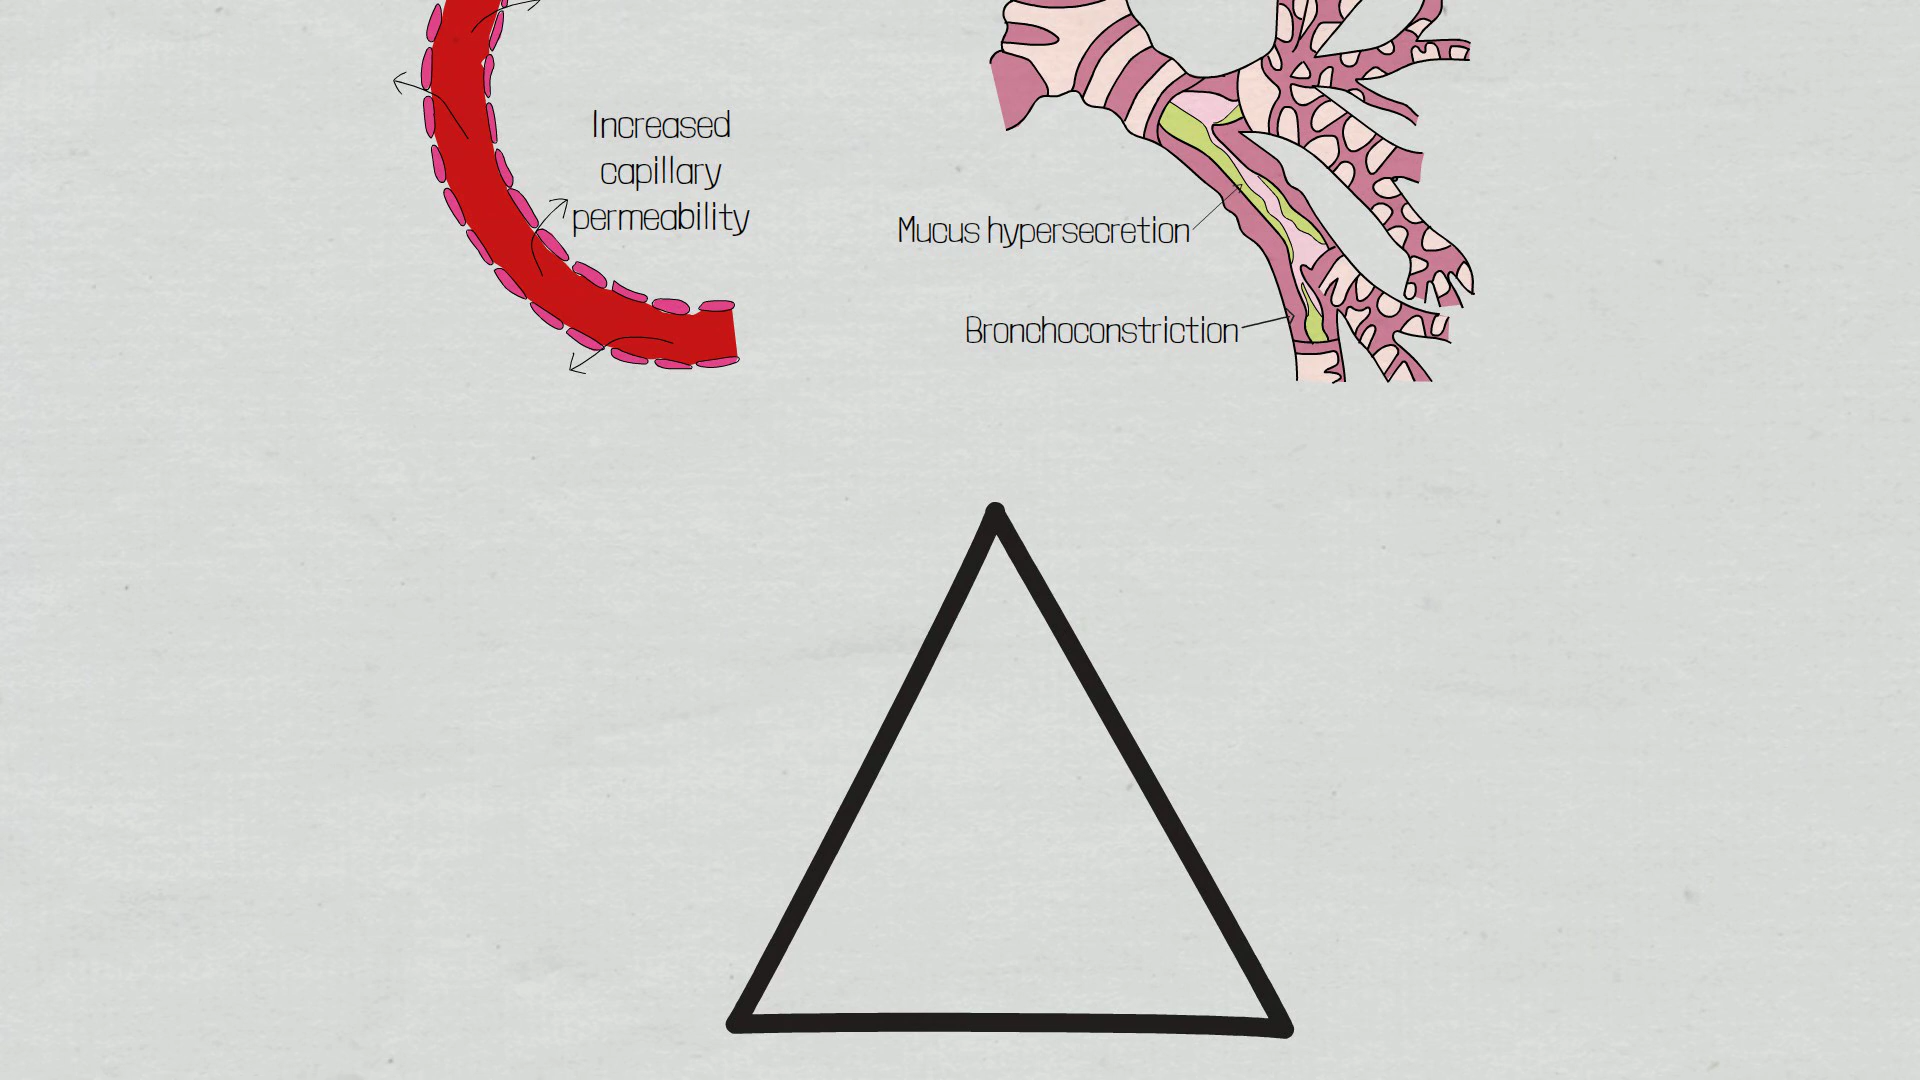 Increased
capillary
permeability
Mucus hypersecretion
Bronchoconstriction